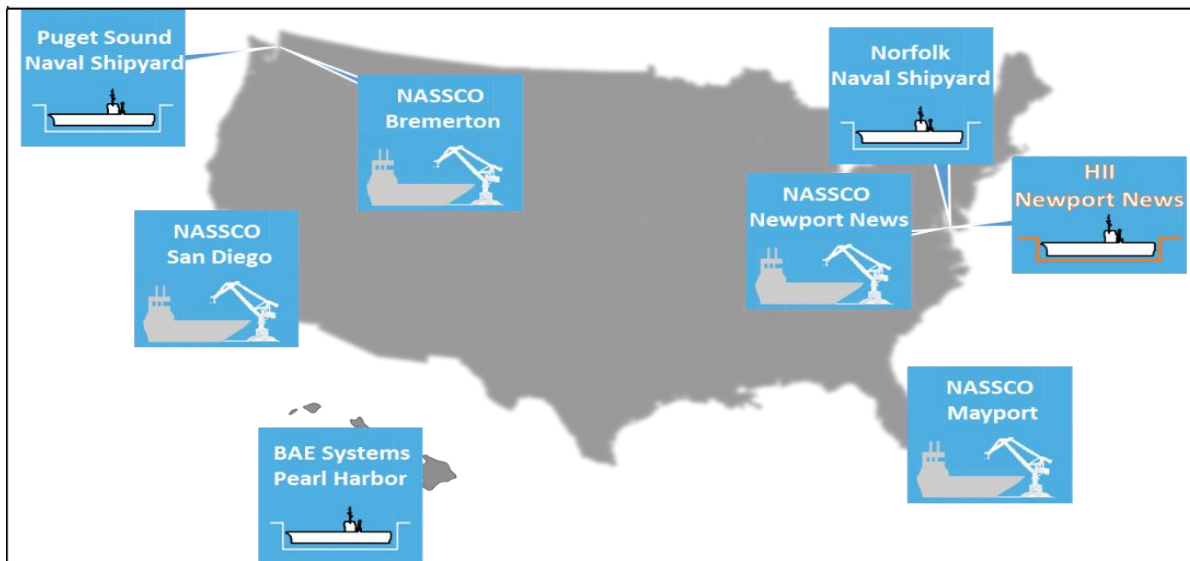 Puget Sound
Naval Shipyard
NASSCO
Bremerton
Norfolk
Naval Shipyard
NASSCO
Newport News
HII
Newport News
NASSCO
San Diego
NASSCO
Mayport
BAE Systems
Pearl Harbor